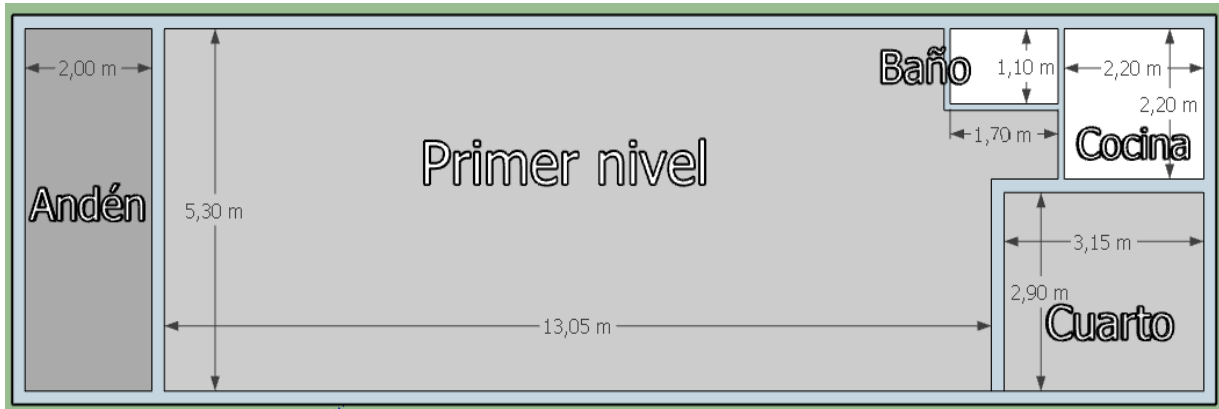 Baño
1,10 m
2,20 m
2,00 m
2,20 m
1,70 m
Cocina
Primer nivel
Andén
5,30 m
3,15 m
2,90 m
Cuarto
13,05 m